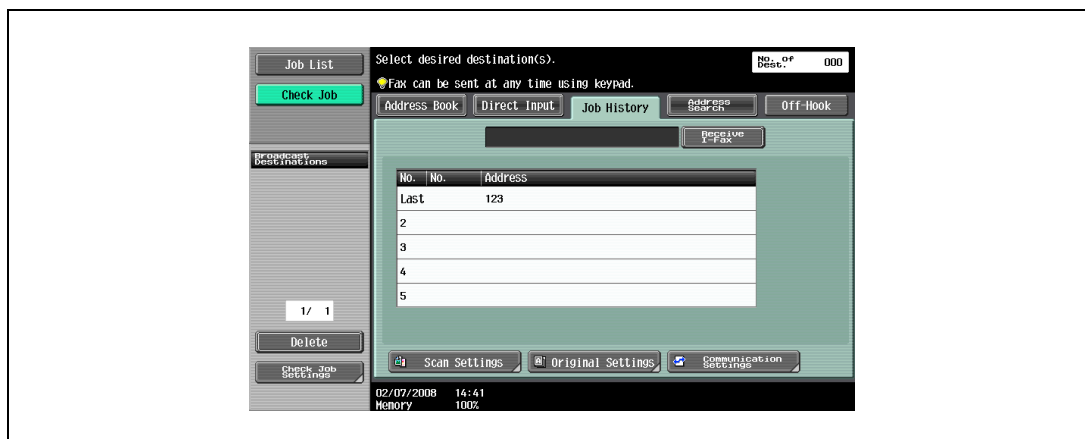 Job List
Check Job
Broadcast
Destinations
1/ 1
Delete
Check Job
Settings
Select desired destination(s).
No. of
Dest. 000
Fax can be sent at any time using keypad.
Address Book Direct Input Job History Address Search Off-Hook
Receive
I-Fax
No. No. Address
Last 123
2
3
4
5
Scan Settings Original Settings Communication Settings
02/07/2008 14:41
Memory 100%